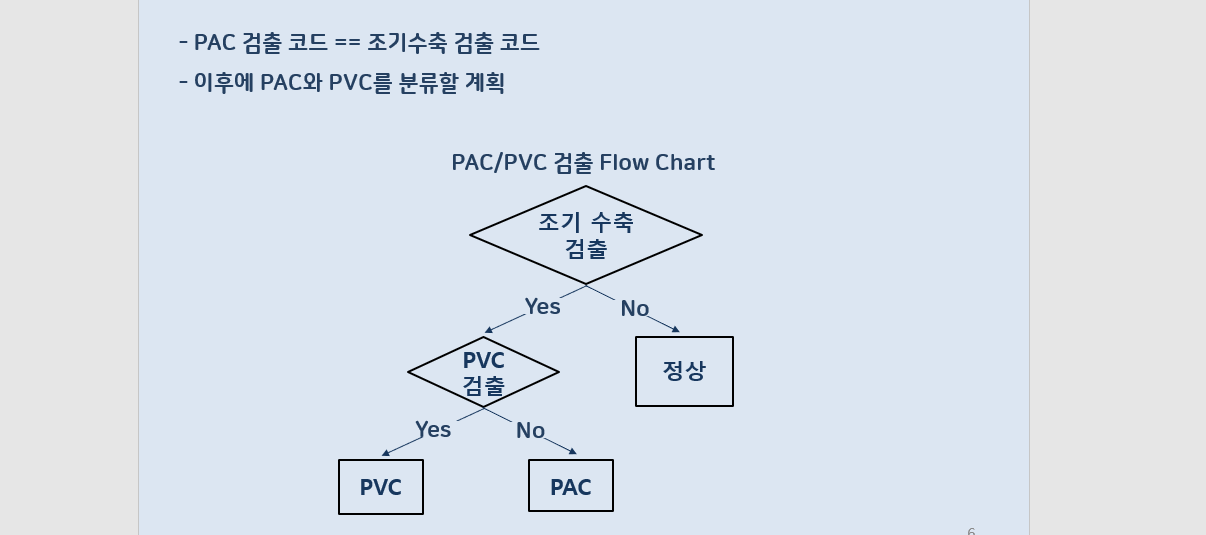 - PAC 검출 코드 == 조기수축 검출 코드
- 이후에 PAC와 PVC를 분류할 계획
PAC/PVC 검출 Flow Chart
조기 수축
검출
Yes
No
PVC
검출
정상
Yes
No
PVC
PAC
6